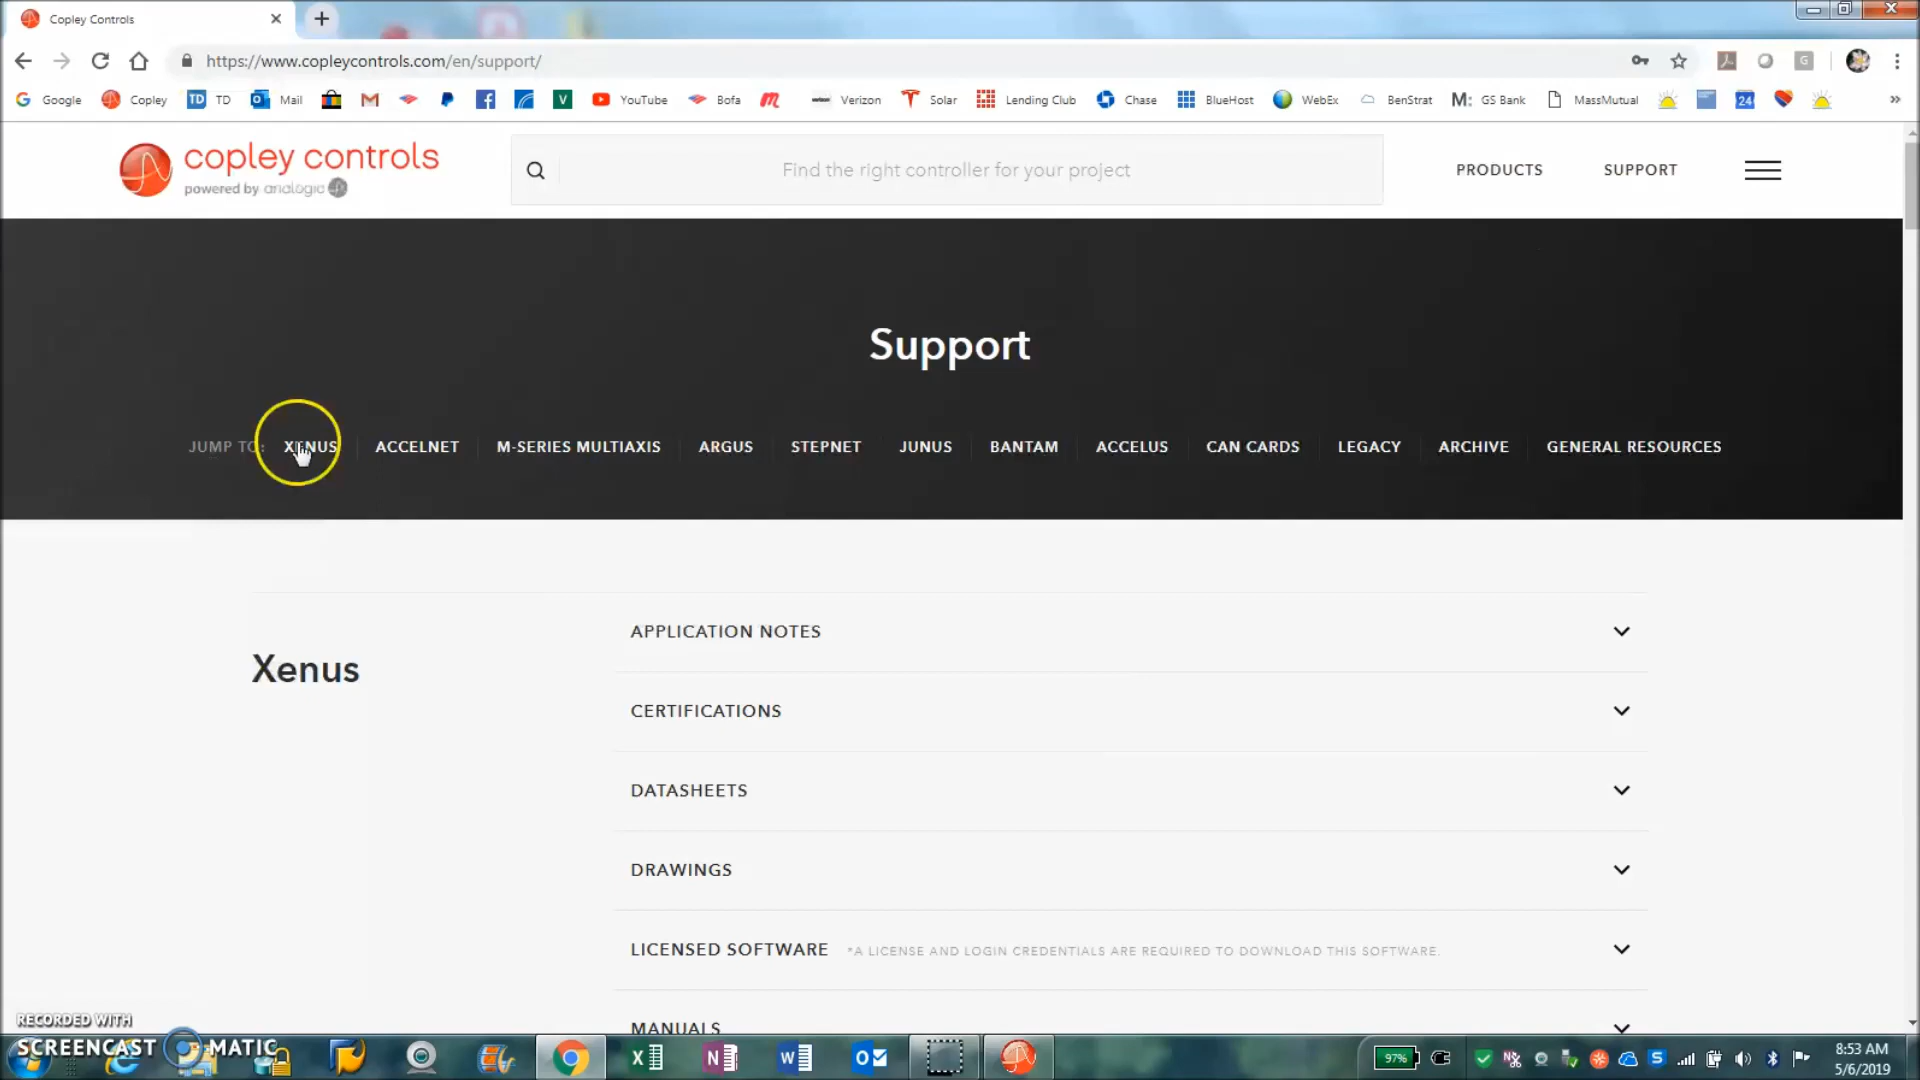 Copley Controls
https://www.copleycontrols.com/en/support/
Google Copley TD TD Mail YouTube Bofa Verizon Solar Lending Club Chase BlueHost WebEx BenStrat M: GS Bank MassMutual 24 »
copley controls
powered by analogic
Find the right controller for your project
PRODUCTS SUPPORT
Support
JUMP TO: XENUS ACCELNET M-SERIES MULTIAXIS ARGUS STEPNET JUNUS BANTAM ACCELUS CAN CARDS LEGACY ARCHIVE GENERAL RESOURCES
Xenus
APPLICATION NOTES
CERTIFICATIONS
DATASHEETS
DRAWINGS
LICENSED SOFTWARE *A LICENSE AND LOGIN CREDENTIALS ARE REQUIRED TO DOWNLOAD THIS SOFTWARE.
MANUALS
RECORDED WITH
SCREENCAST MATIC
97%
8:53 AM
5/6/2019